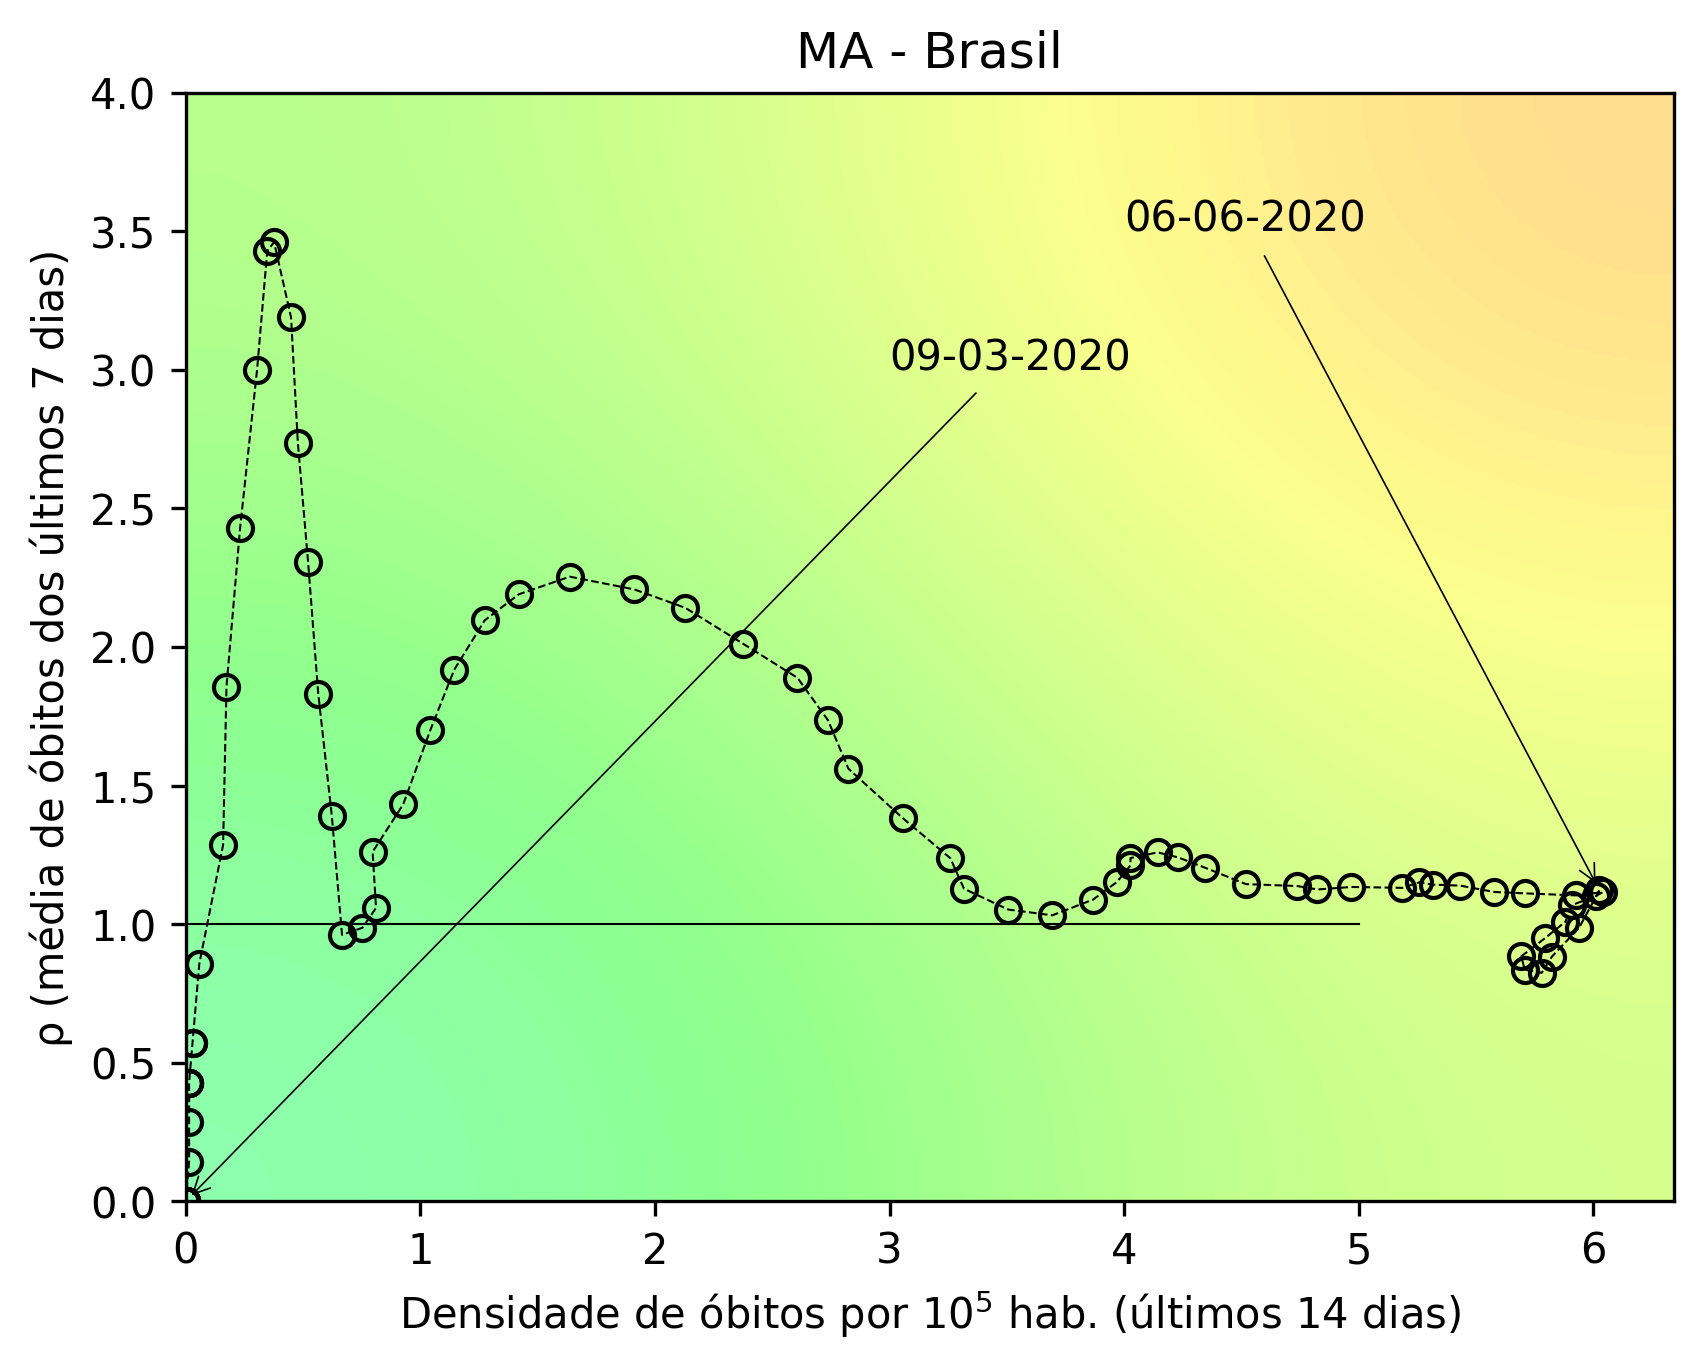 MA - Brasil
4.0
3.5
3.0
2.5
2.0
1.5
1.0
0.5
0.0
ρ (média de óbitos dos últimos 7 dias)
06-06-2020
09-03-2020
0 1 2 3 4 5 6
Densidade de óbitos por 10⁵ hab. (últimos 14 dias)